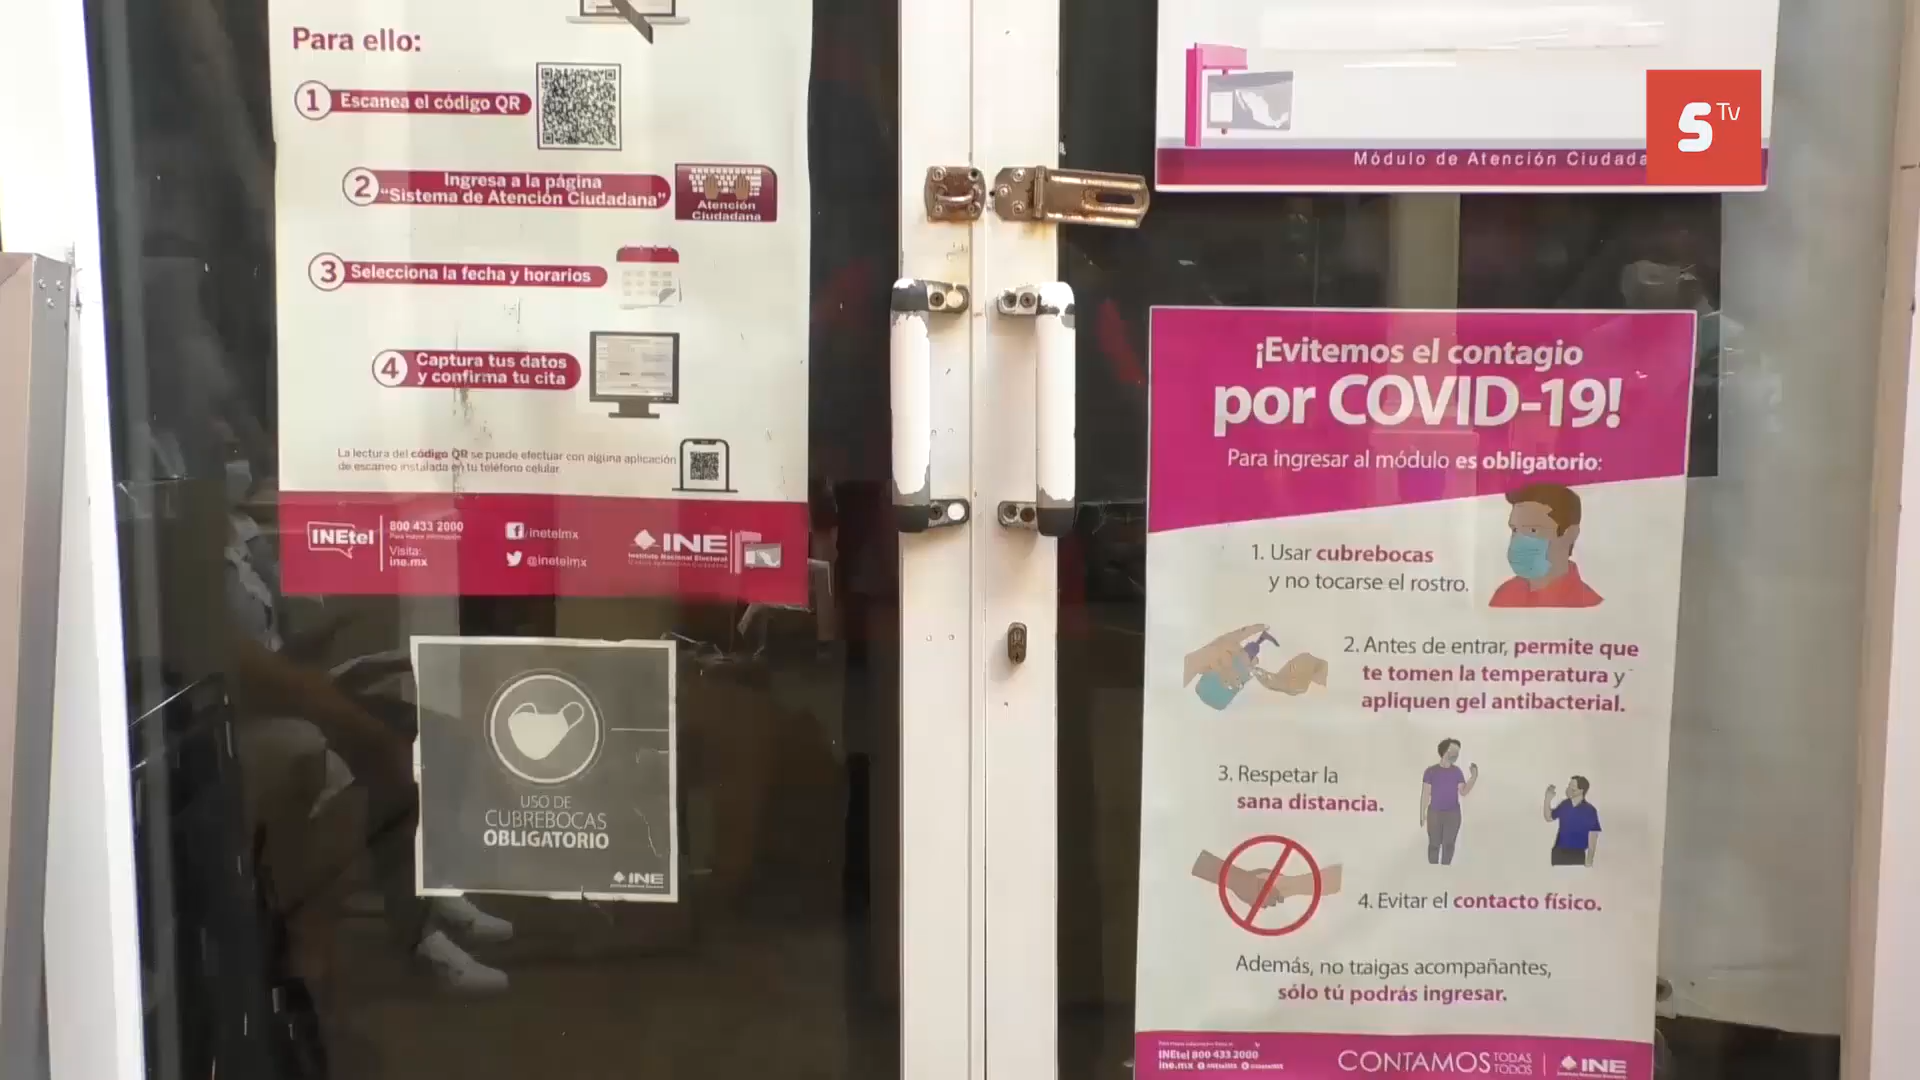 Para ello:
1 Escanea el código QR
2 Ingresa a la página
"Sistema de Atención Ciudadana"
Atención
Ciudadana
3 Selecciona la fecha y horarios
4 Captura tus datos
y confirma tu cita
La lectura del código QR se puede efectuar con alguna aplicación
de escaneo instalada en tu teléfono celular
INEtel
800 433 2000
Para mayor información
Visita:
ine.mx
/inetelmx
@inetelmx
INE
Instituto Nacional Electoral
USO DE
CUBREBOCAS
OBLIGATORIO
INE
Módulo de Atención Ciudada
S TV
¡Evitemos el contagio
por COVID-19!
Para ingresar al módulo es obligatorio:
1. Usar cubrebocas
y no tocarse el rostro.
2. Antes de entrar, permite que
te tomen la temperatura y
apliquen gel antibacterial.
3. Respetar la
sana distancia.
4. Evitar el contacto físico.
Además, no traigas acompañantes,
sólo tú podrás ingresar.
INEtel 800 433 2000
ine.mx
CONTAMOS TODAS
TODOS
INE